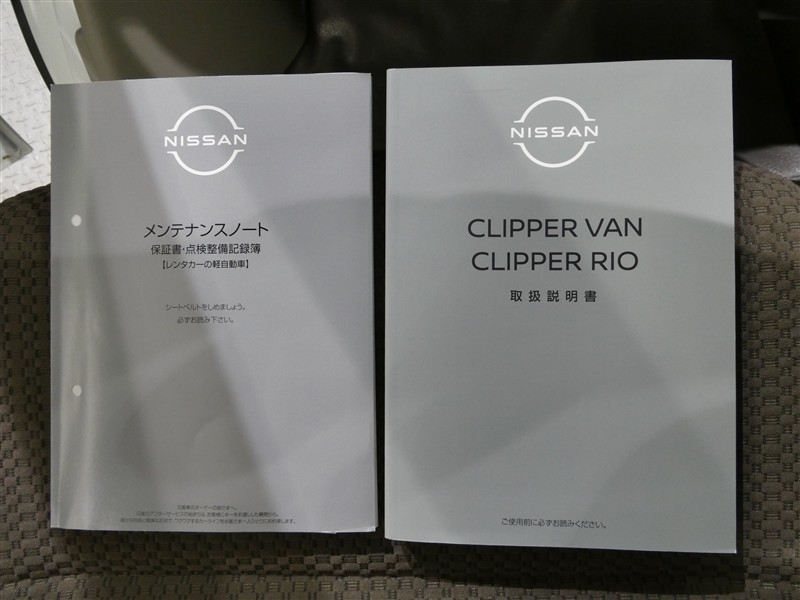 NISSAN
メンテナンスノート
保証書・点検整備記録簿
【レンタカーの軽自動車】
シートベルトをしめましょう。
必ずお読み下さい。
NISSAN
CLIPPER VAN
CLIPPER RIO
取扱説明書
ご使用前に必ずお読みください。